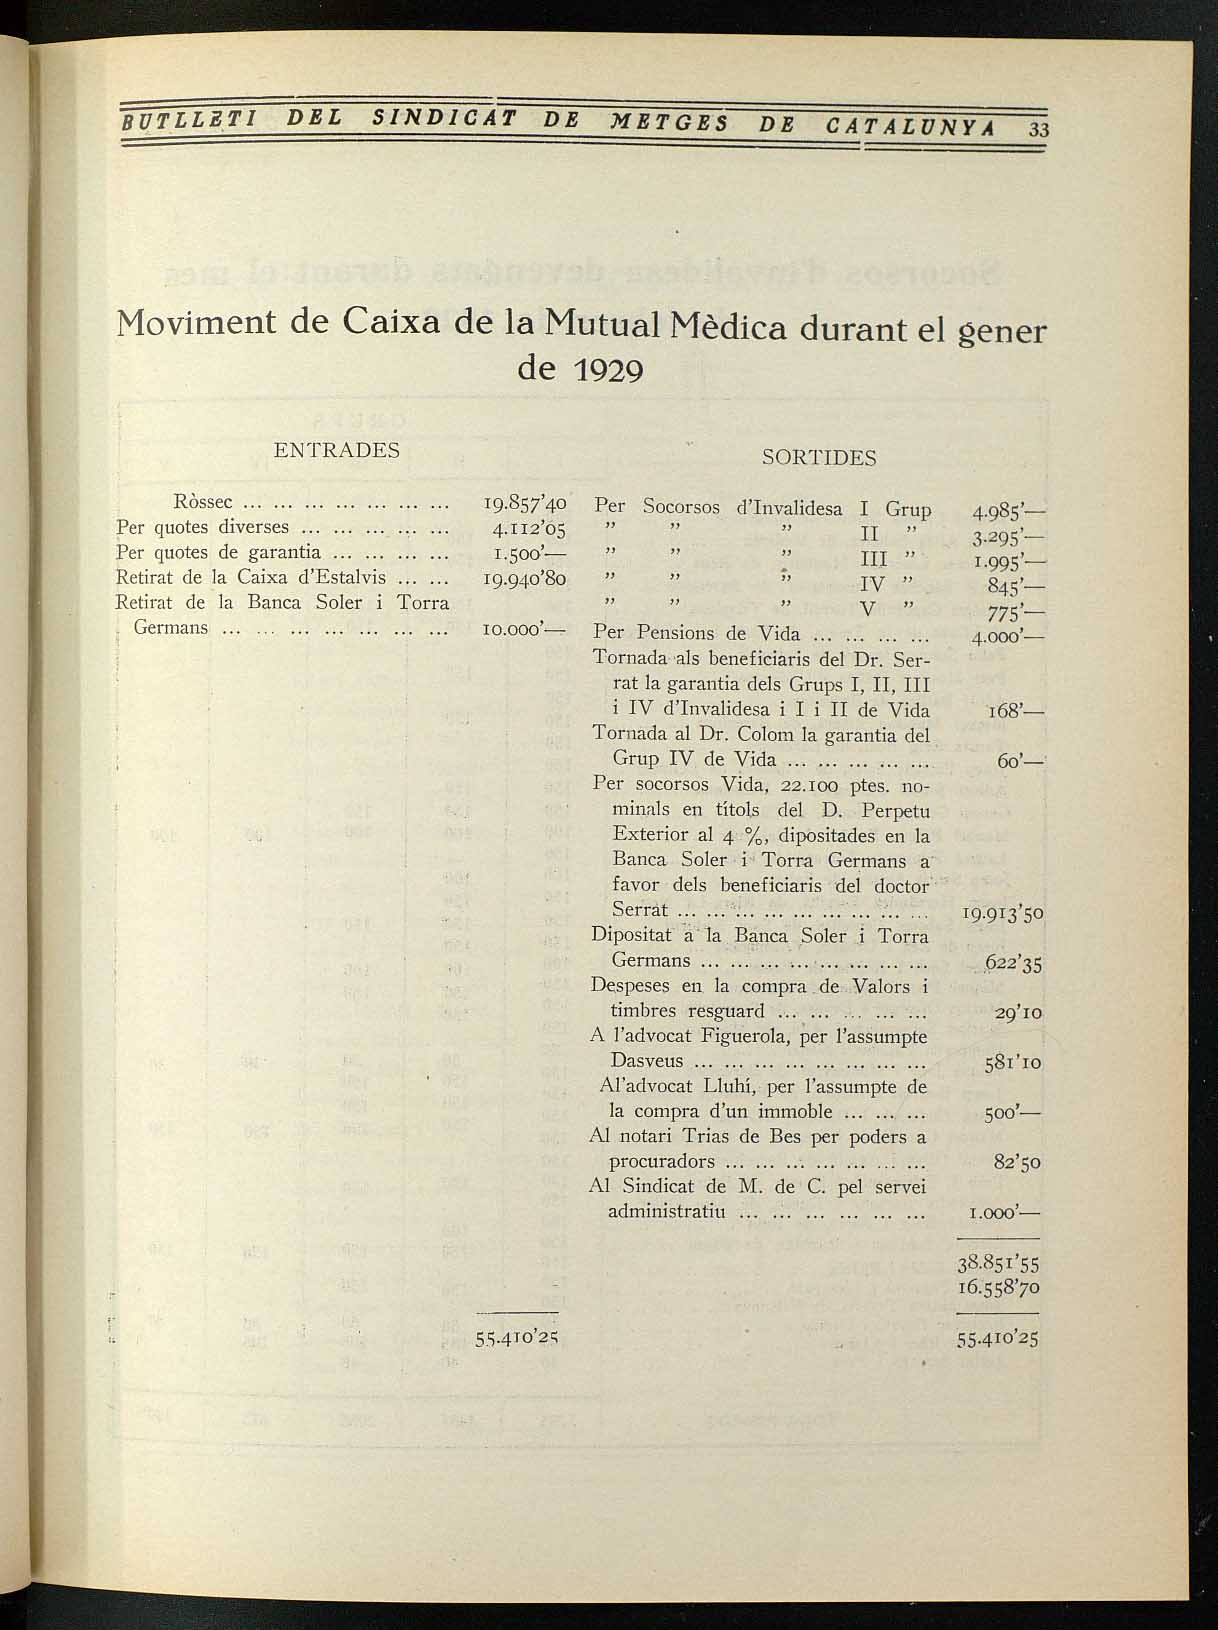 BUTLLETI DEL SINDICAT DE METGES DE CATALUNYA 33
Moviment de Caixa de la Mutual Mèdica durant el gener
de 1929
ENTRADES
Ròssec ... ... ... ... ... ... ... 19.857'40
Per quotes diverses ... ... ... ... ... 4.112'05
Per quotes de garantia ... ... ... ... 1.500'—
Retirat de la Caixa d'Estalvis ... ... 19.940'80
Retirat de la Banca Soler i Torra
Germans ... ... ... ... ... ... ... ... 10.000'—
55.410'25
SORTIDES
Per Socorsos d'Invalidesa I Grup 4.985'—
" " " II " 3.295'—
" " " III " 1.995'—
" " " IV " 845'—
" " " V " 775'—
Per Pensions de Vida ... ... ... ... 4.000'—
Tornada als beneficiaris del Dr. Ser-
rat la garantia dels Grups I, II, III
i IV d'Invalidesa i I i II de Vida 168'—
Tornada al Dr. Colom la garantia del
Grup IV de Vida ... ... ... ... ... 60'—
Per socorsos Vida, 22.100 ptes. no-
minals en títols del D. Perpetu
Exterior al 4 %, dipositades en la
Banca Soler i Torra Germans a
favor dels beneficiaris del doctor
Serrat ... ... ... ... ... ... ... ... ... 19.913'50
Dipositat a la Banca Soler i Torra
Germans ... ... ... ... ... ... ... ... 622'35
Despeses en la compra de Valors i
timbres resguard ... ... ... ... ... 29'10
A l'advocat Figuerola, per l'assumpte
Dasveus ... ... ... ... ... ... ... ... 581'10
Al'advocat Lluhí, per l'assumpte de
la compra d'un immoble ... ... ... 500'—
Al notari Trias de Bes per poders a
procuradors ... ... ... ... ... ... ... 82'50
Al Sindicat de M. de C. pel servei
administratiu ... ... ... ... ... ... 1.000'—
38.851'55
16.558'70
55.410'25